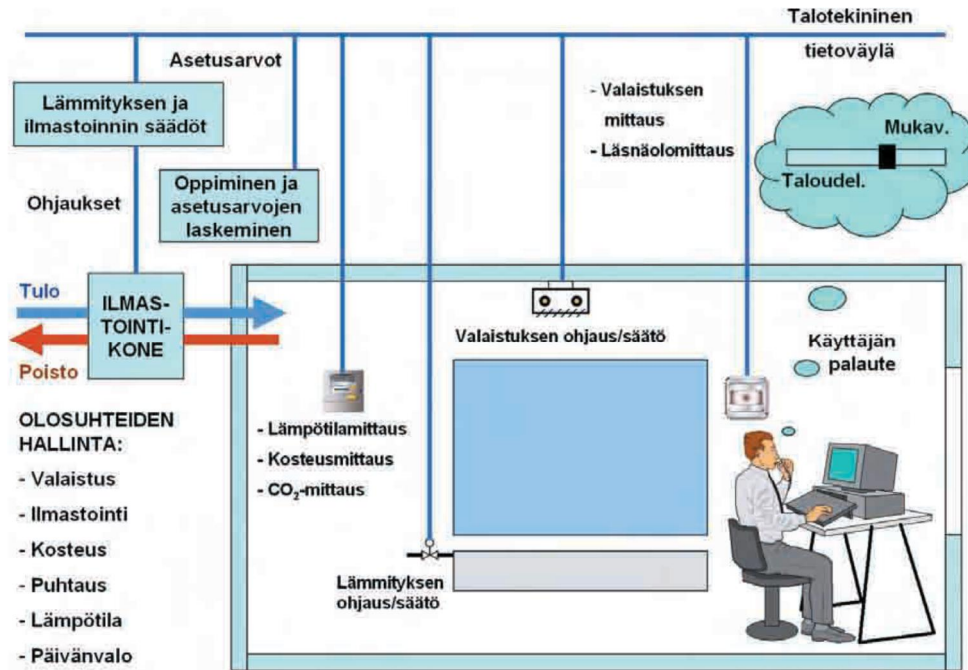 Talotekininen
tietoväylä
Asetusarvot
Lämmityksen ja
ilmastoinnin säädöt
- Valaistuksen
mittaus
- Läsnäolomittaus
Mukav.
Taloudel.
Ohjaukset
Oppiminen ja
asetusarvojen
laskeminen
Tulo
ILMAS-
TOINTI-
KONE
Poisto
Valaistuksen ohjaus/säätö
Käyttäjän
palaute
OLOSUHTEIDEN
HALLINTA:
- Valaistus
- Ilmastointi
- Kosteus
- Puhtaus
- Lämpötila
- Päivänvalo
- Lämpötilamittaus
- Kosteusmittaus
- CO₂-mittaus
Lämmityksen
ohjaus/säätö